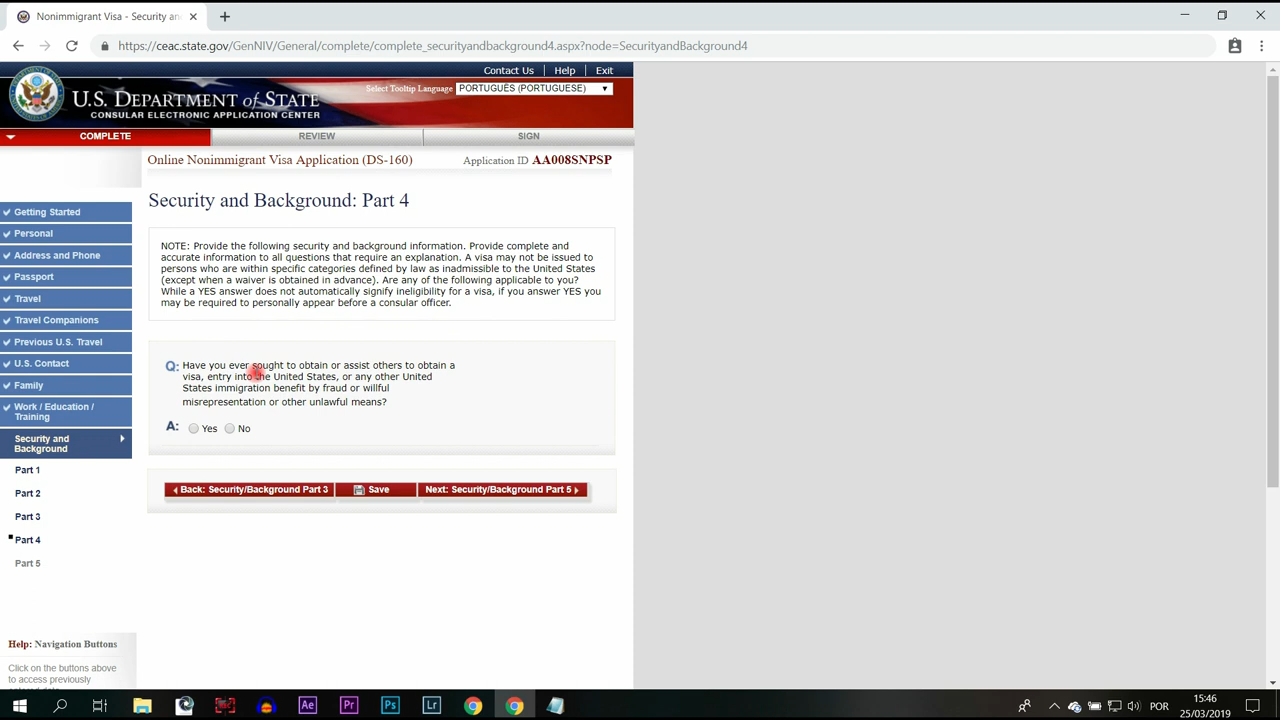 Nonimmigrant Visa - Security an
https://ceac.state.gov/GenNIV/General/complete/complete_securityandbackground4.aspx?node=SecurityandBackground4
Contact Us | Help | Exit
Select Tooltip Language PORTUGUÊS (PORTUGUESE)
U.S. DEPARTMENT of STATE
CONSULAR ELECTRONIC APPLICATION CENTER
COMPLETE REVIEW SIGN
Online Nonimmigrant Visa Application (DS-160) Application ID AA008SNPSP
Security and Background: Part 4
NOTE: Provide the following security and background information. Provide complete and
accurate information to all questions that require an explanation. A visa may not be issued to
persons who are within specific categories defined by law as inadmissible to the United States
(except when a waiver is obtained in advance). Are any of the following applicable to you?
While a YES answer does not automatically signify ineligibility for a visa, if you answer YES you
may be required to personally appear before a consular officer.
Getting Started
Personal
Address and Phone
Passport
Travel
Travel Companions
Previous U.S. Travel
U.S. Contact
Family
Work / Education /
Training
Security and
Background
Part 1
Part 2
Part 3
Part 4
Part 5
Q: Have you ever sought to obtain or assist others to obtain a
visa, entry into the United States, or any other United
States immigration benefit by fraud or willful
misrepresentation or other unlawful means?
A: Yes No
Back: Security/Background Part 3 Save Next: Security/Background Part 5
Help: Navigation Buttons
Click on the buttons above
to access previously
Ae Pr Ps Lr
POR
15:46
25/03/2019